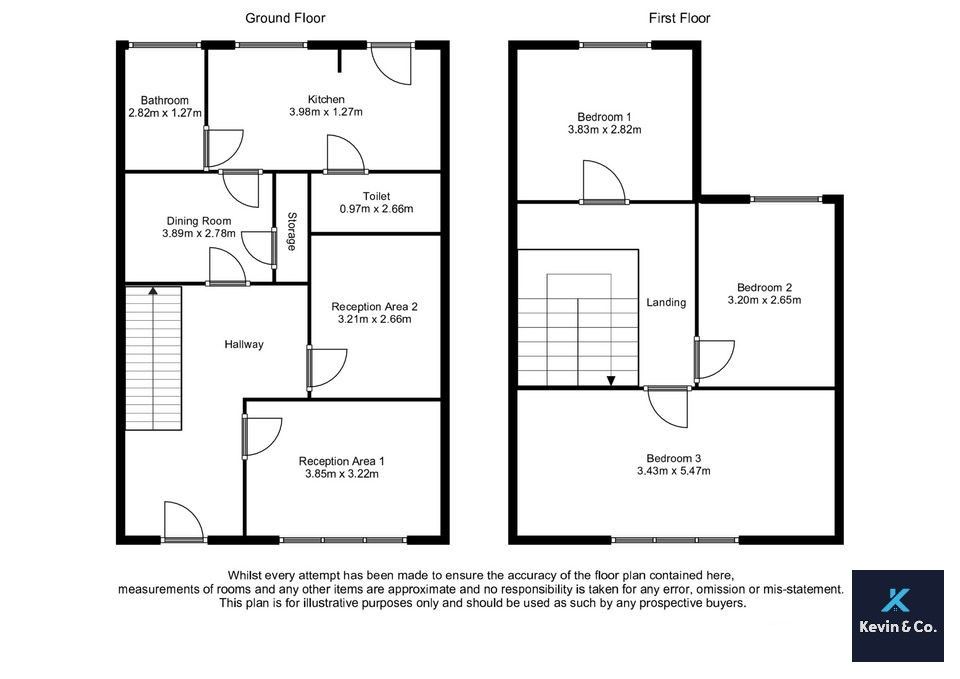 Ground Floor
Bathroom
2.82m x 1.27m
Kitchen
3.98m x 1.27m
Toilet
0.97m x 2.66m
Dining Room
3.89m x 2.78m
Storage
Reception Area 2
3.21m x 2.66m
Hallway
Reception Area 1
3.85m x 3.22m
First Floor
Bedroom 1
3.83m x 2.82m
Bedroom 2
3.20m x 2.65m
Landing
Bedroom 3
3.43m x 5.47m
Whilst every attempt has been made to ensure the accuracy of the floor plan contained here,
measurements of rooms and any other items are approximate and no responsibility is taken for any error, omission or mis-statement.
This plan is for illustrative purposes only and should be used as such by any prospective buyers.
Kevin & Co.